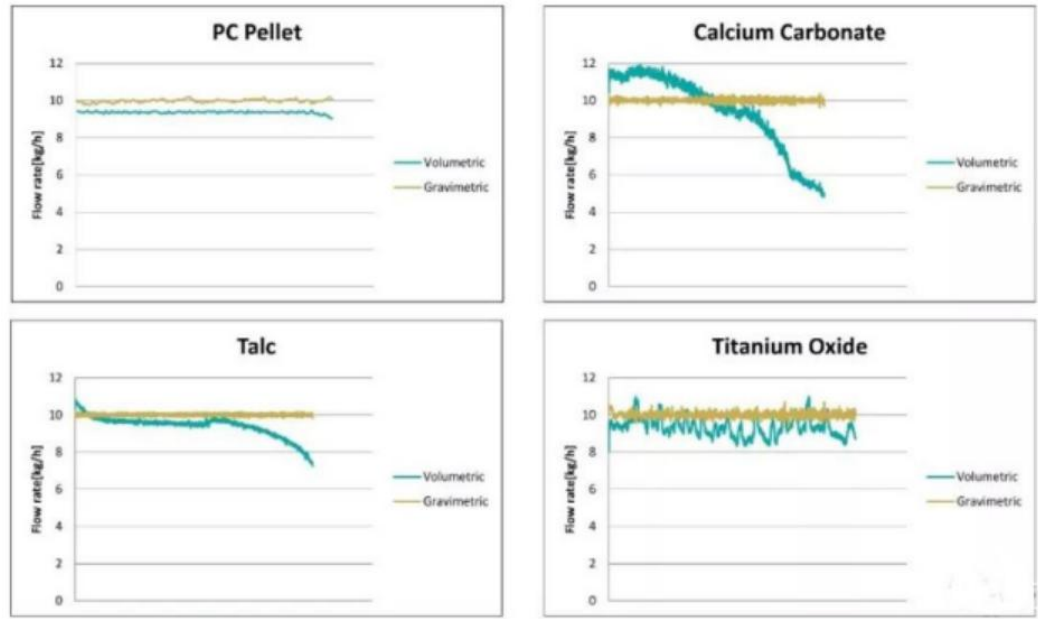 PC Pellet
12
10
8
6
4
2
0
Flow rate[kg/h]
Volumetric
Gravimetric
Calcium Carbonate
12
10
8
6
4
2
0
Flow rate[kg/h]
Volumetric
Gravimetric
Talc
12
10
8
6
4
2
0
Flow rate[kg/h]
Volumetric
Gravimetric
Titanium Oxide
12
10
8
6
4
2
0
Flow rate[kg/h]
Volumetric
Gravimetric